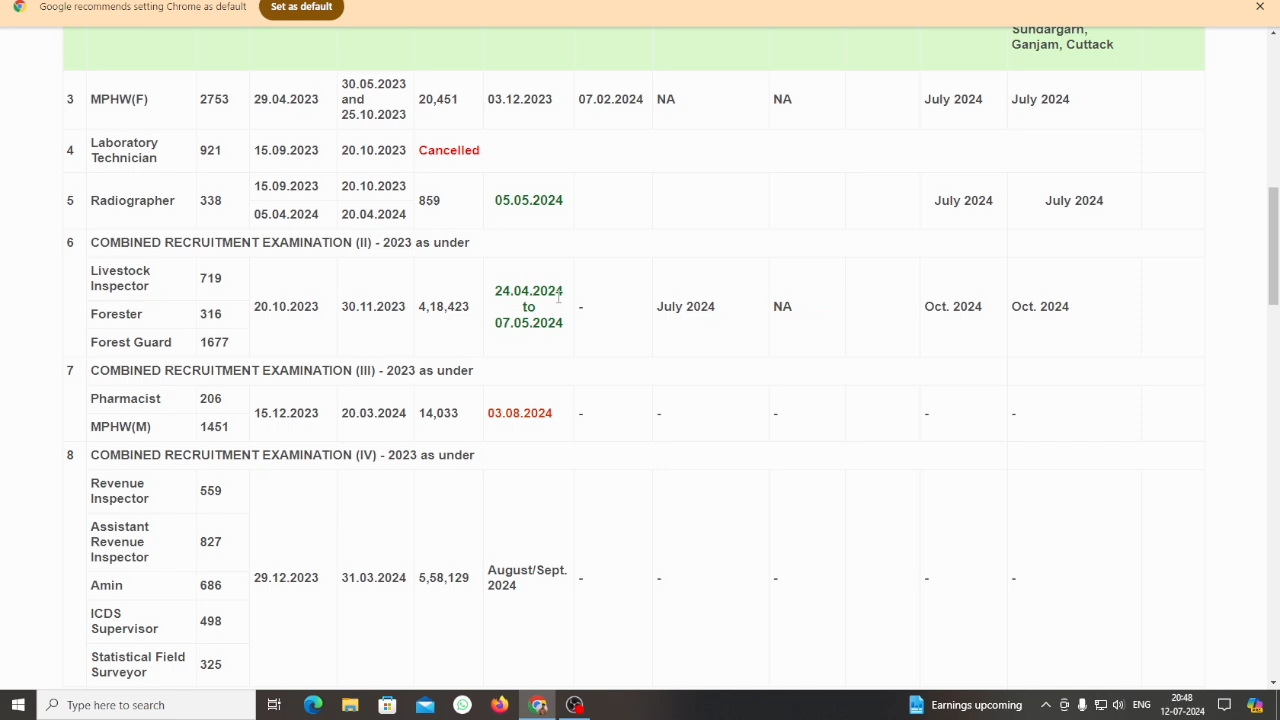 Google recommends setting Chrome as default Set as default
Sundargarh,
Ganjam, Cuttack
3 MPHW(F) 2753 29.04.2023 30.05.2023 and 25.10.2023 20,451 03.12.2023 07.02.2024 NA NA July 2024 July 2024
4 Laboratory Technician 921 15.09.2023 20.10.2023 Cancelled
5 Radiographer 338 15.09.2023 20.10.2023 859 05.05.2024 July 2024 July 2024
05.04.2024 20.04.2024
6 COMBINED RECRUITMENT EXAMINATION (II) - 2023 as under
Livestock Inspector 719
Forester 316 20.10.2023 30.11.2023 4,18,423 24.04.2024 to 07.05.2024 - July 2024 NA Oct. 2024 Oct. 2024
Forest Guard 1677
7 COMBINED RECRUITMENT EXAMINATION (III) - 2023 as under
Pharmacist 206 15.12.2023 20.03.2024 14,033 03.08.2024 - - - - -
MPHW(M) 1451
8 COMBINED RECRUITMENT EXAMINATION (IV) - 2023 as under
Revenue Inspector 559
Assistant Revenue Inspector 827
Amin 686 29.12.2023 31.03.2024 5,58,129 August/Sept. 2024 - - - - -
ICDS Supervisor 498
Statistical Field Surveyor 325
Type here to search Earnings upcoming ENG 20:48
12-07-2024